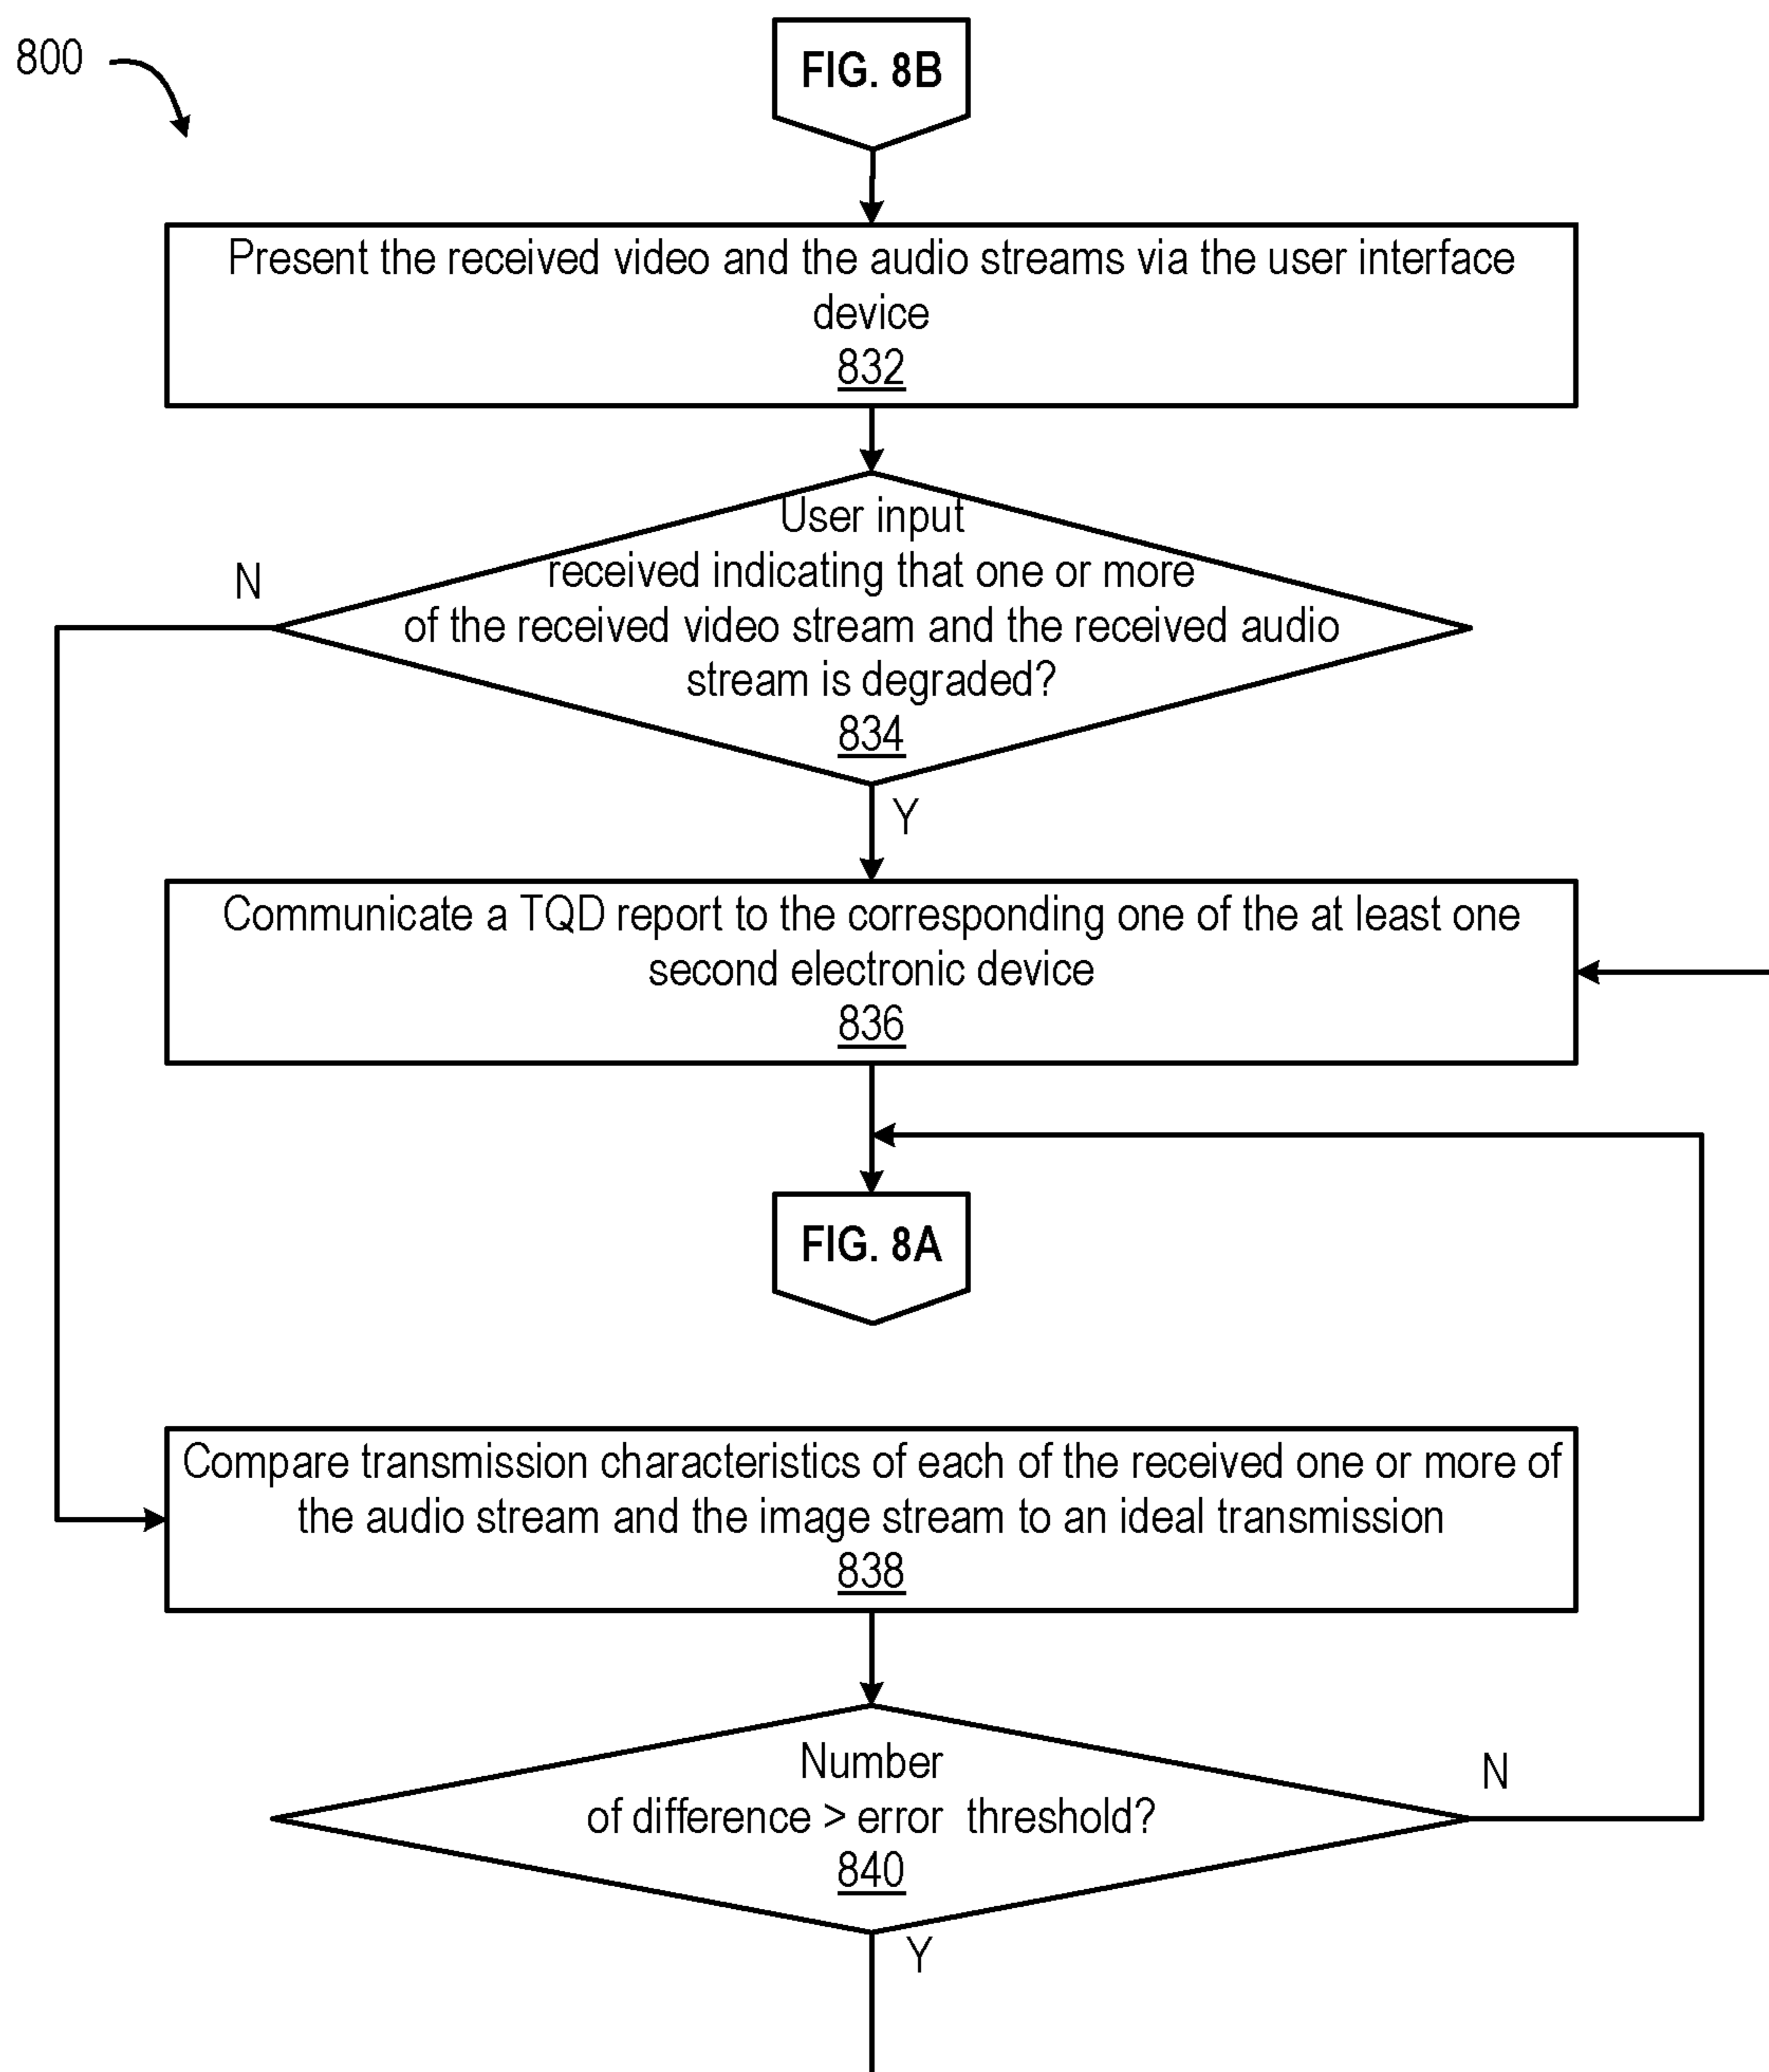 800
FIG. 8B
Present the received video and the audio streams via the user interface
device
832
User input
received indicating that one or more
of the received video stream and the received audio
stream is degraded?
834
N
Y
Communicate a TQD report to the corresponding one of the at least one
second electronic device
836
FIG. 8A
Compare transmission characteristics of each of the received one or more of
the audio stream and the image stream to an ideal transmission
838
Number
of difference > error threshold?
840
N
Y